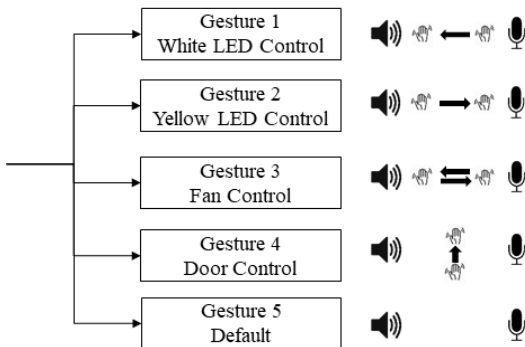 Gesture 1
White LED Control
Gesture 2
Yellow LED Control
Gesture 3
Fan Control
Gesture 4
Door Control
Gesture 5
Default